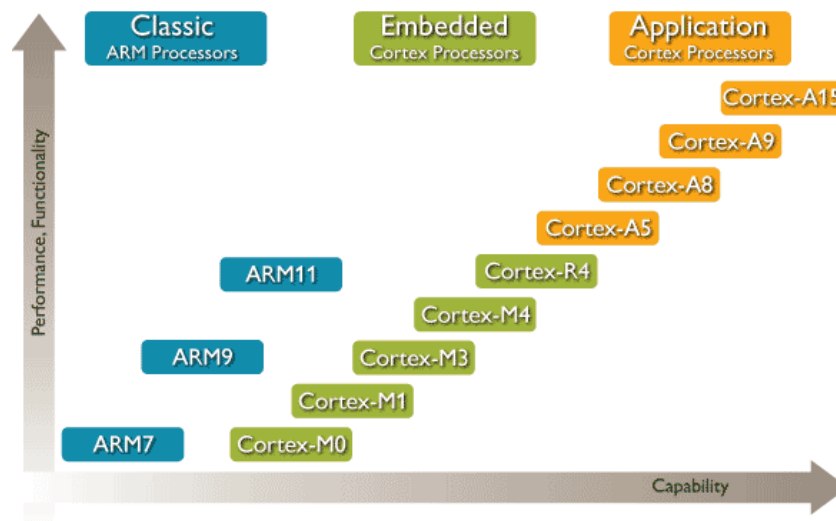 Classic
ARM Processors
Embedded
Cortex Processors
Application
Cortex Processors
Cortex-A15
Cortex-A9
Cortex-A8
Cortex-A5
Cortex-R4
ARM11
Cortex-M4
Cortex-M3
ARM9
Cortex-M1
Cortex-M0
ARM7
Performance, Functionality
Capability